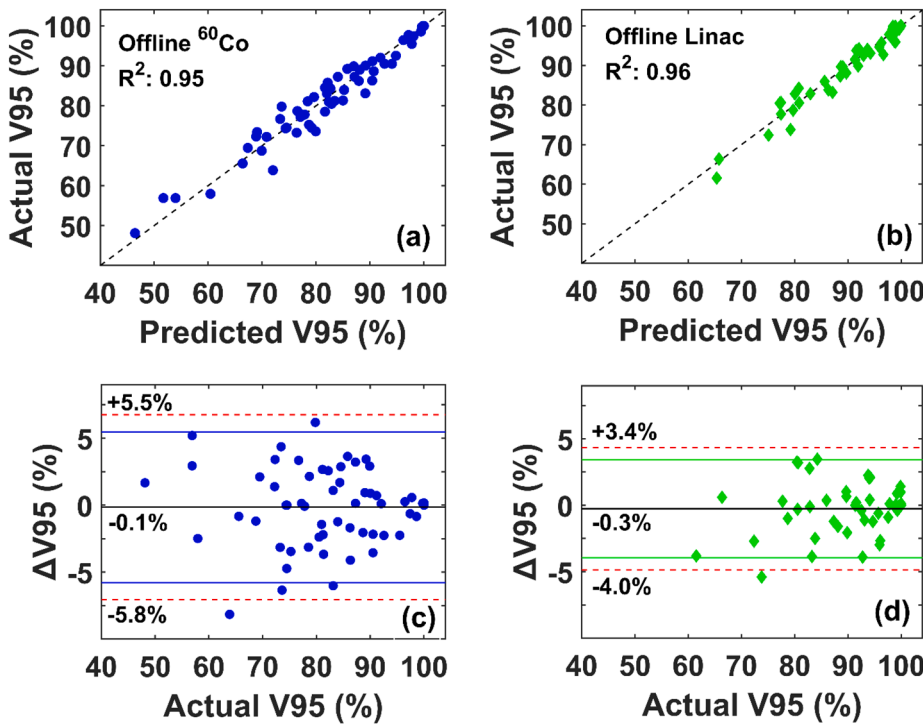 Offline ⁶⁰Co
R²: 0.95
100
90
80
70
60
50
Actual V95 (%)
(a)
40 50 60 70 80 90 100
Predicted V95 (%)
Offline Linac
R²: 0.96
100
90
80
70
60
50
Actual V95 (%)
(b)
40 50 60 70 80 90 100
Predicted V95 (%)
+5.5%
5
0
-5
ΔV95 (%)
-0.1%
-5.8%
(c)
40 50 60 70 80 90 100
Actual V95 (%)
+3.4%
5
0
-5
ΔV95 (%)
-0.3%
-4.0%
(d)
40 50 60 70 80 90 100
Actual V95 (%)